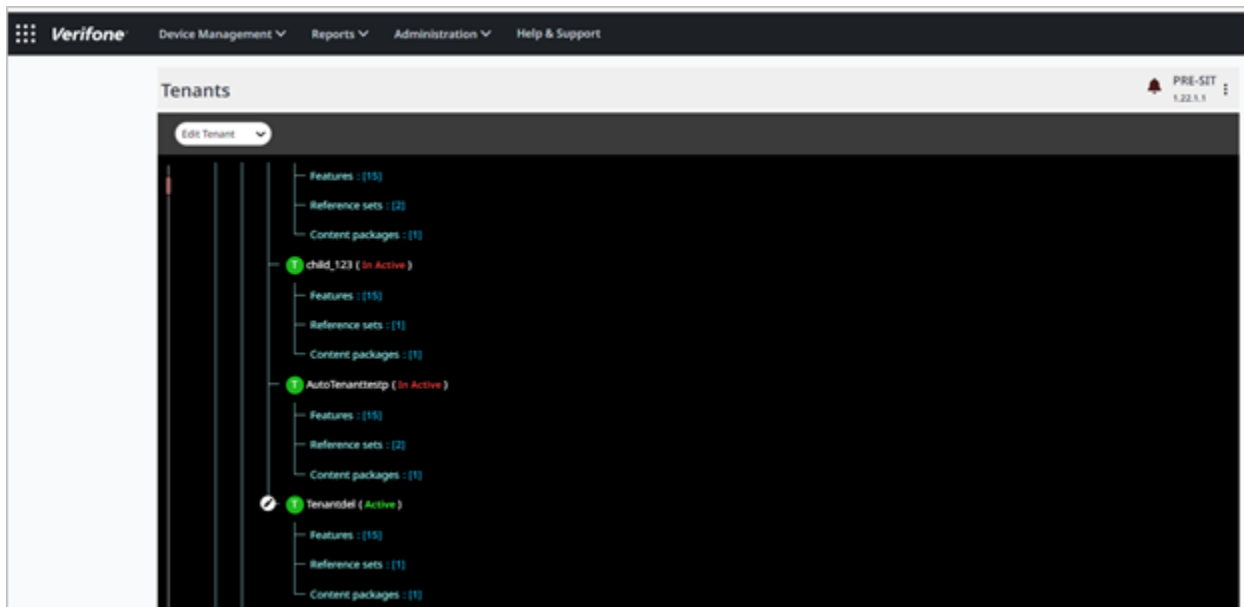 Verifone Device Management Reports Administration Help & Support
Tenants
PRE-SIT
1.22.1.1
Edit Tenant
Features : [15]
Reference sets : [2]
Content packages : [1]
T child_123 ( In Active )
Features : [15]
Reference sets : [1]
Content packages : [1]
T AutoTenanttestp ( In Active )
Features : [15]
Reference sets : [2]
Content packages : [1]
T Tenantdel ( Active )
Features : [15]
Reference sets : [1]
Content packages : [1]